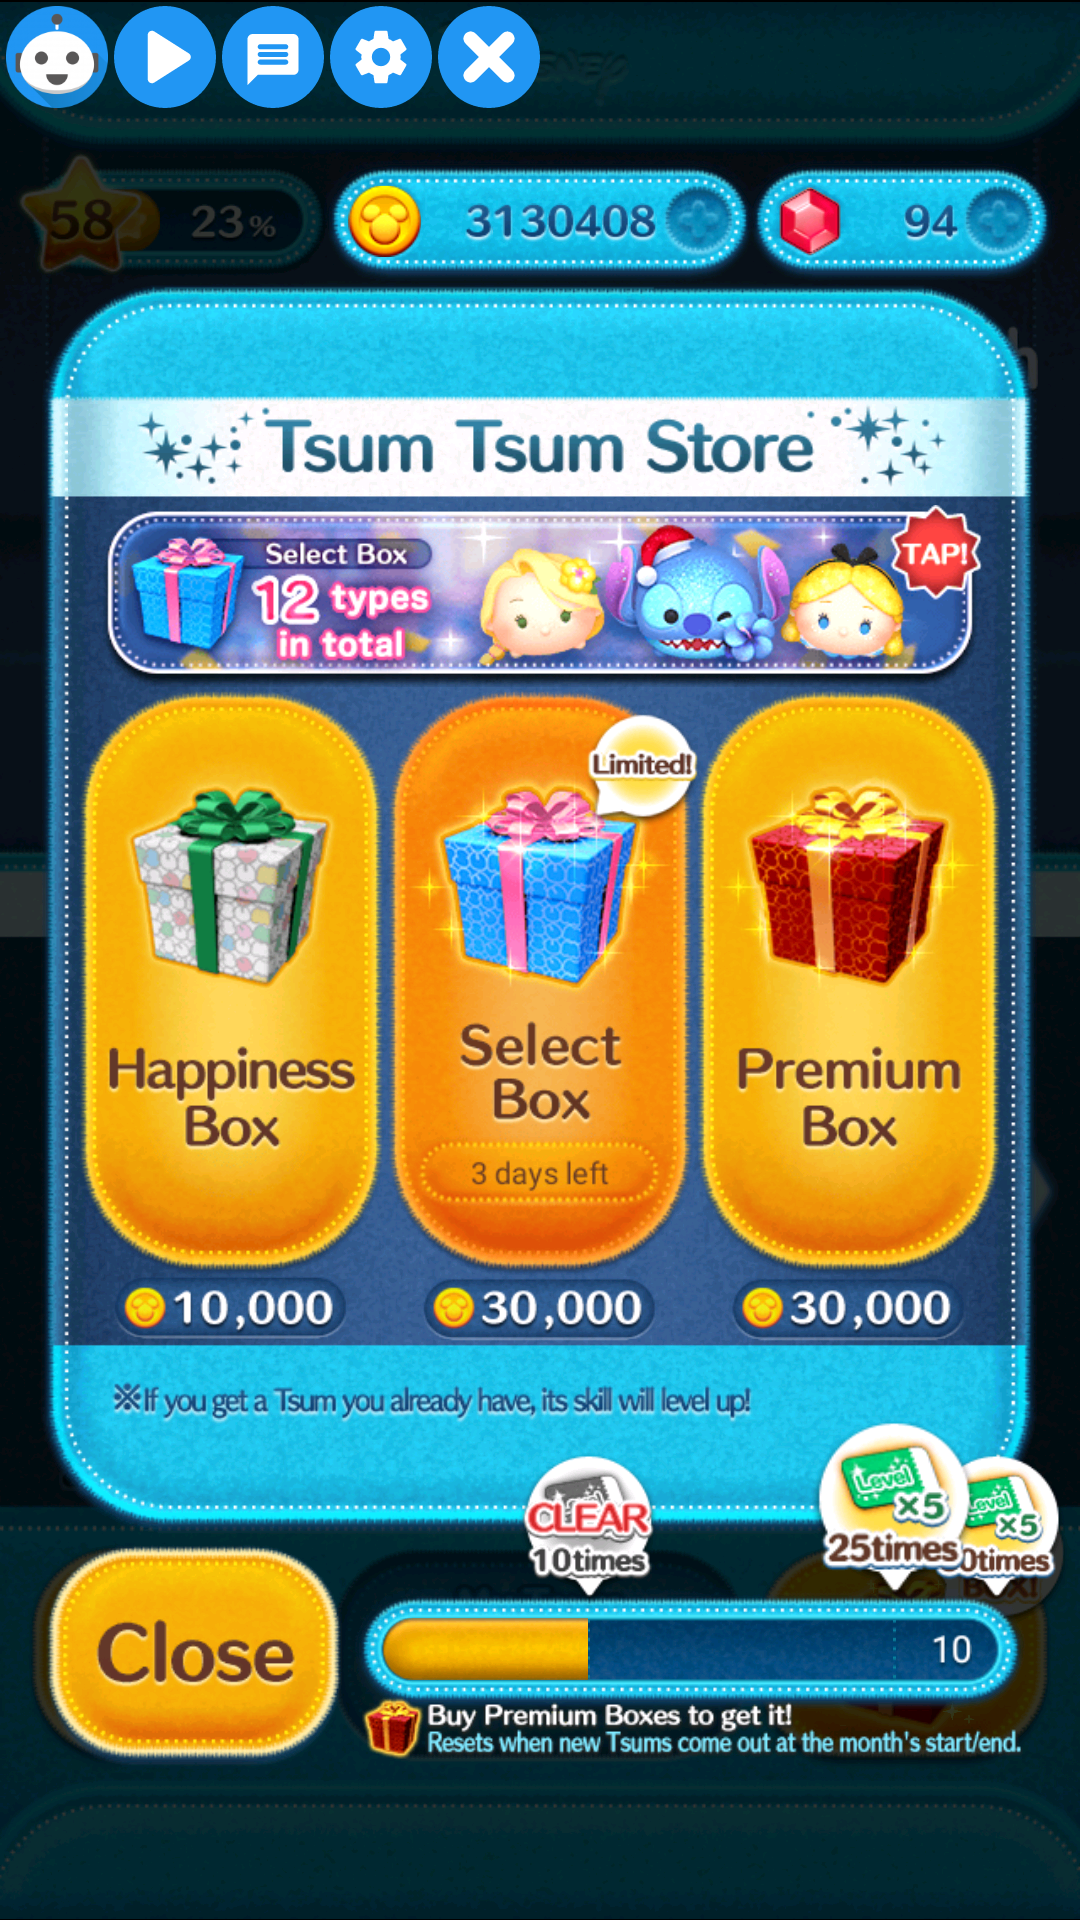 58
23%
3130408
94
Tsum Tsum Store
Select Box
12 types
in total
TAP!
Limited!
Happiness
Box
Select
Box
3 days left
Premium
Box
10,000
30,000
30,000
※If you get a Tsum you already have, its skill will level up!
CLEAR
10times
Level
×5
25times
Level
×5
0times
Close
10
Buy Premium Boxes to get it!
Resets when new Tsums come out at the month's start/end.